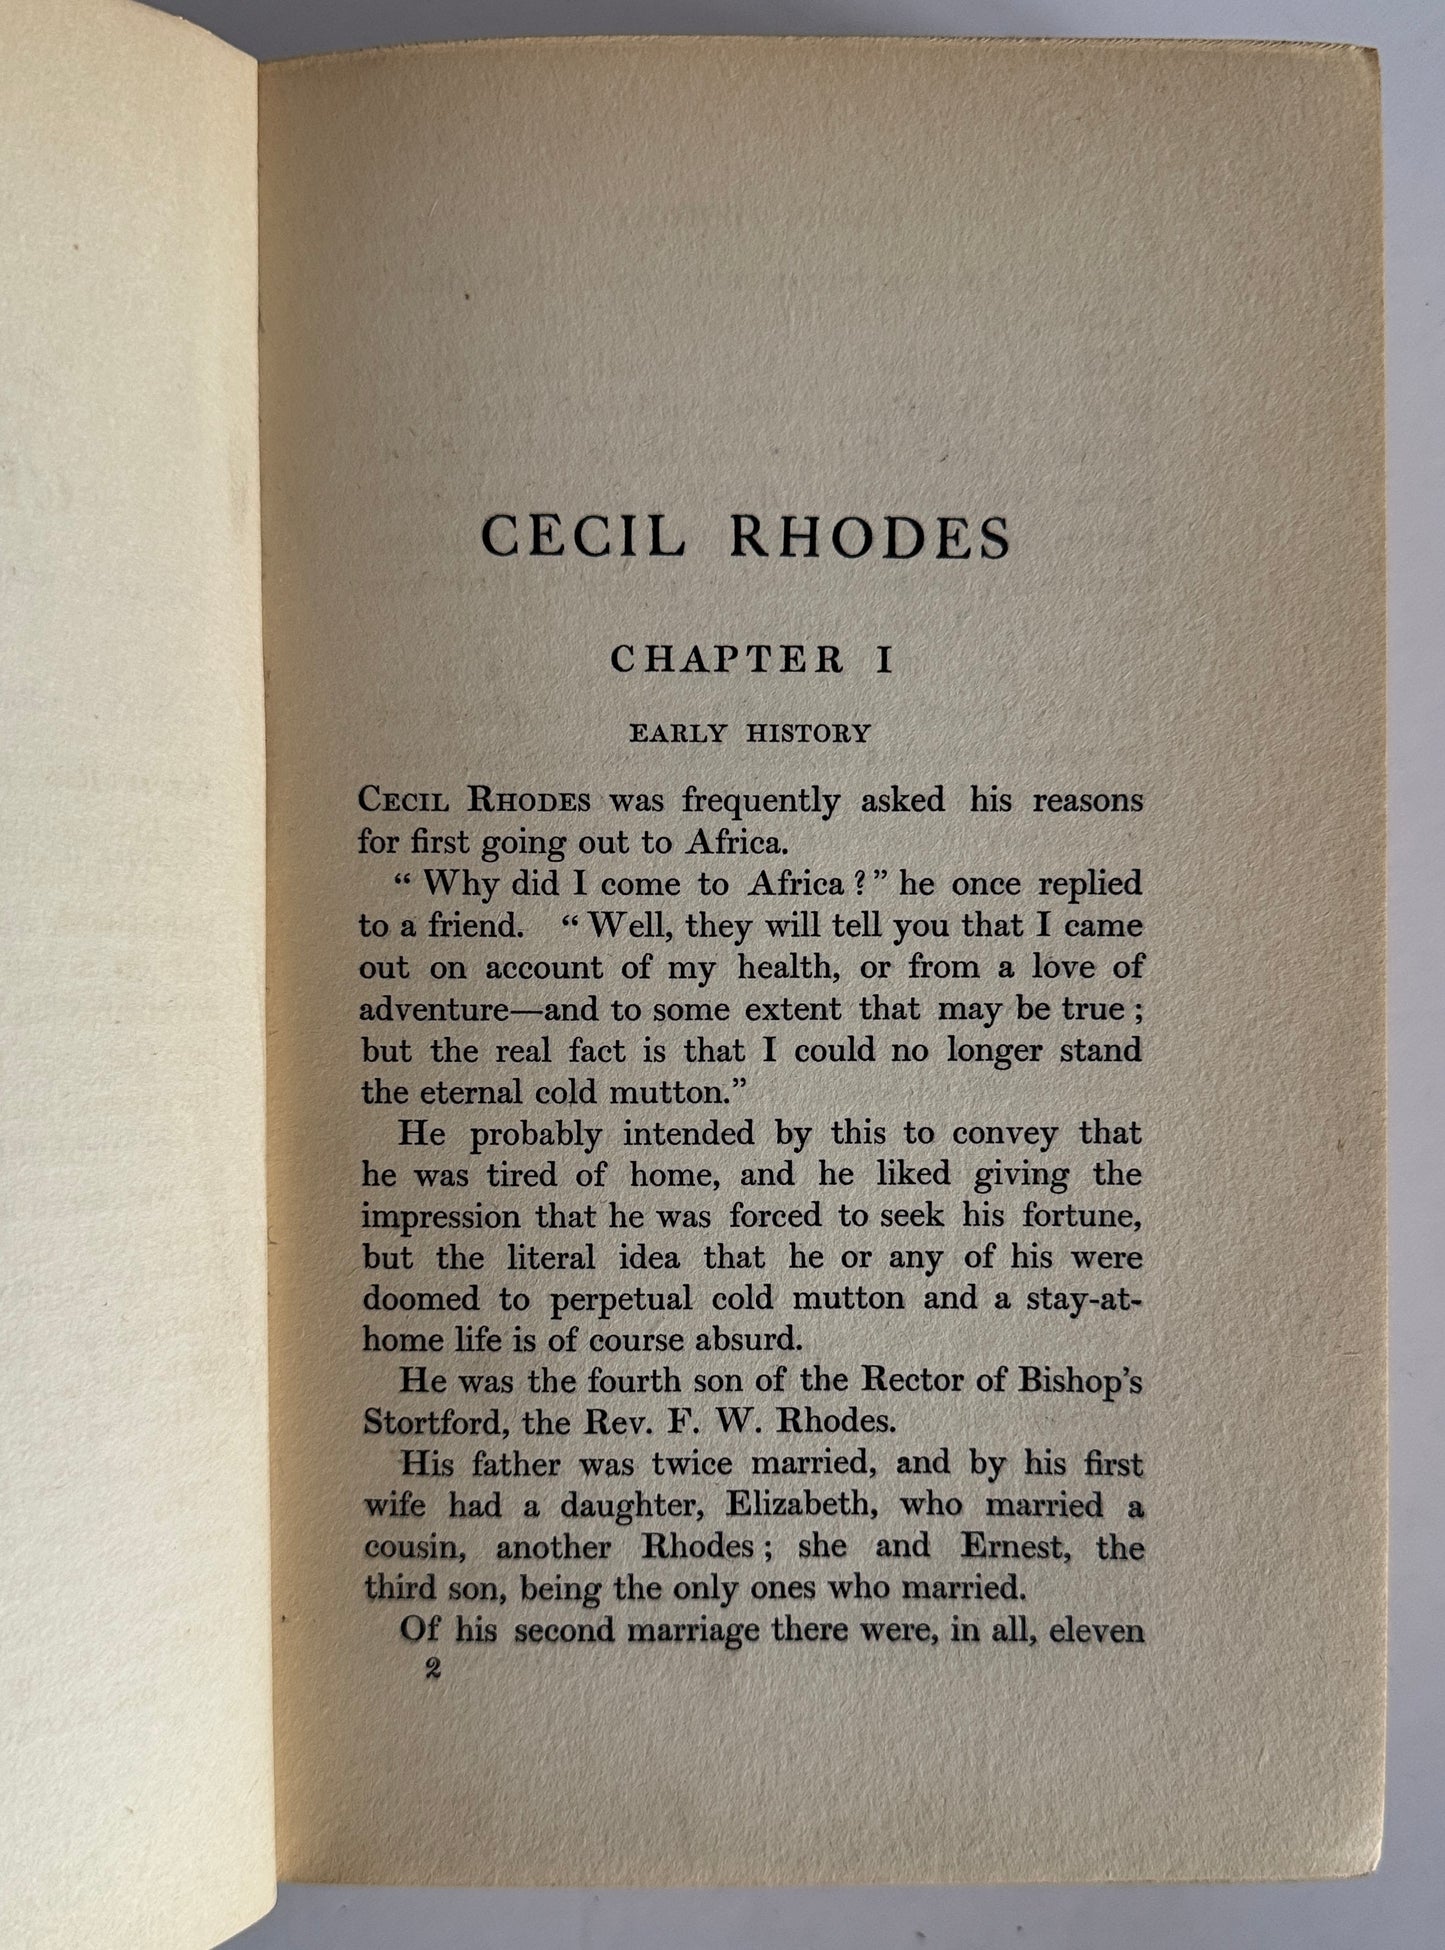 CECIL RHODES
CHAPTER I
EARLY HISTORY
CECIL RHODES was frequently asked his reasons
for first going out to Africa.
“ Why did I come to Africa ? ” he once replied
to a friend. “ Well, they will tell you that I came
out on account of my health, or from a love of
adventure—and to some extent that may be true ;
but the real fact is that I could no longer stand
the eternal cold mutton.”
He probably intended by this to convey that
he was tired of home, and he liked giving the
impression that he was forced to seek his fortune,
but the literal idea that he or any of his were
doomed to perpetual cold mutton and a stay-at-
home life is of course absurd.
He was the fourth son of the Rector of Bishop’s
Stortford, the Rev. F. W. Rhodes.
His father was twice married, and by his first
wife had a daughter, Elizabeth, who married a
cousin, another Rhodes ; she and Ernest, the
third son, being the only ones who married.
Of his second marriage there were, in all, eleven
2